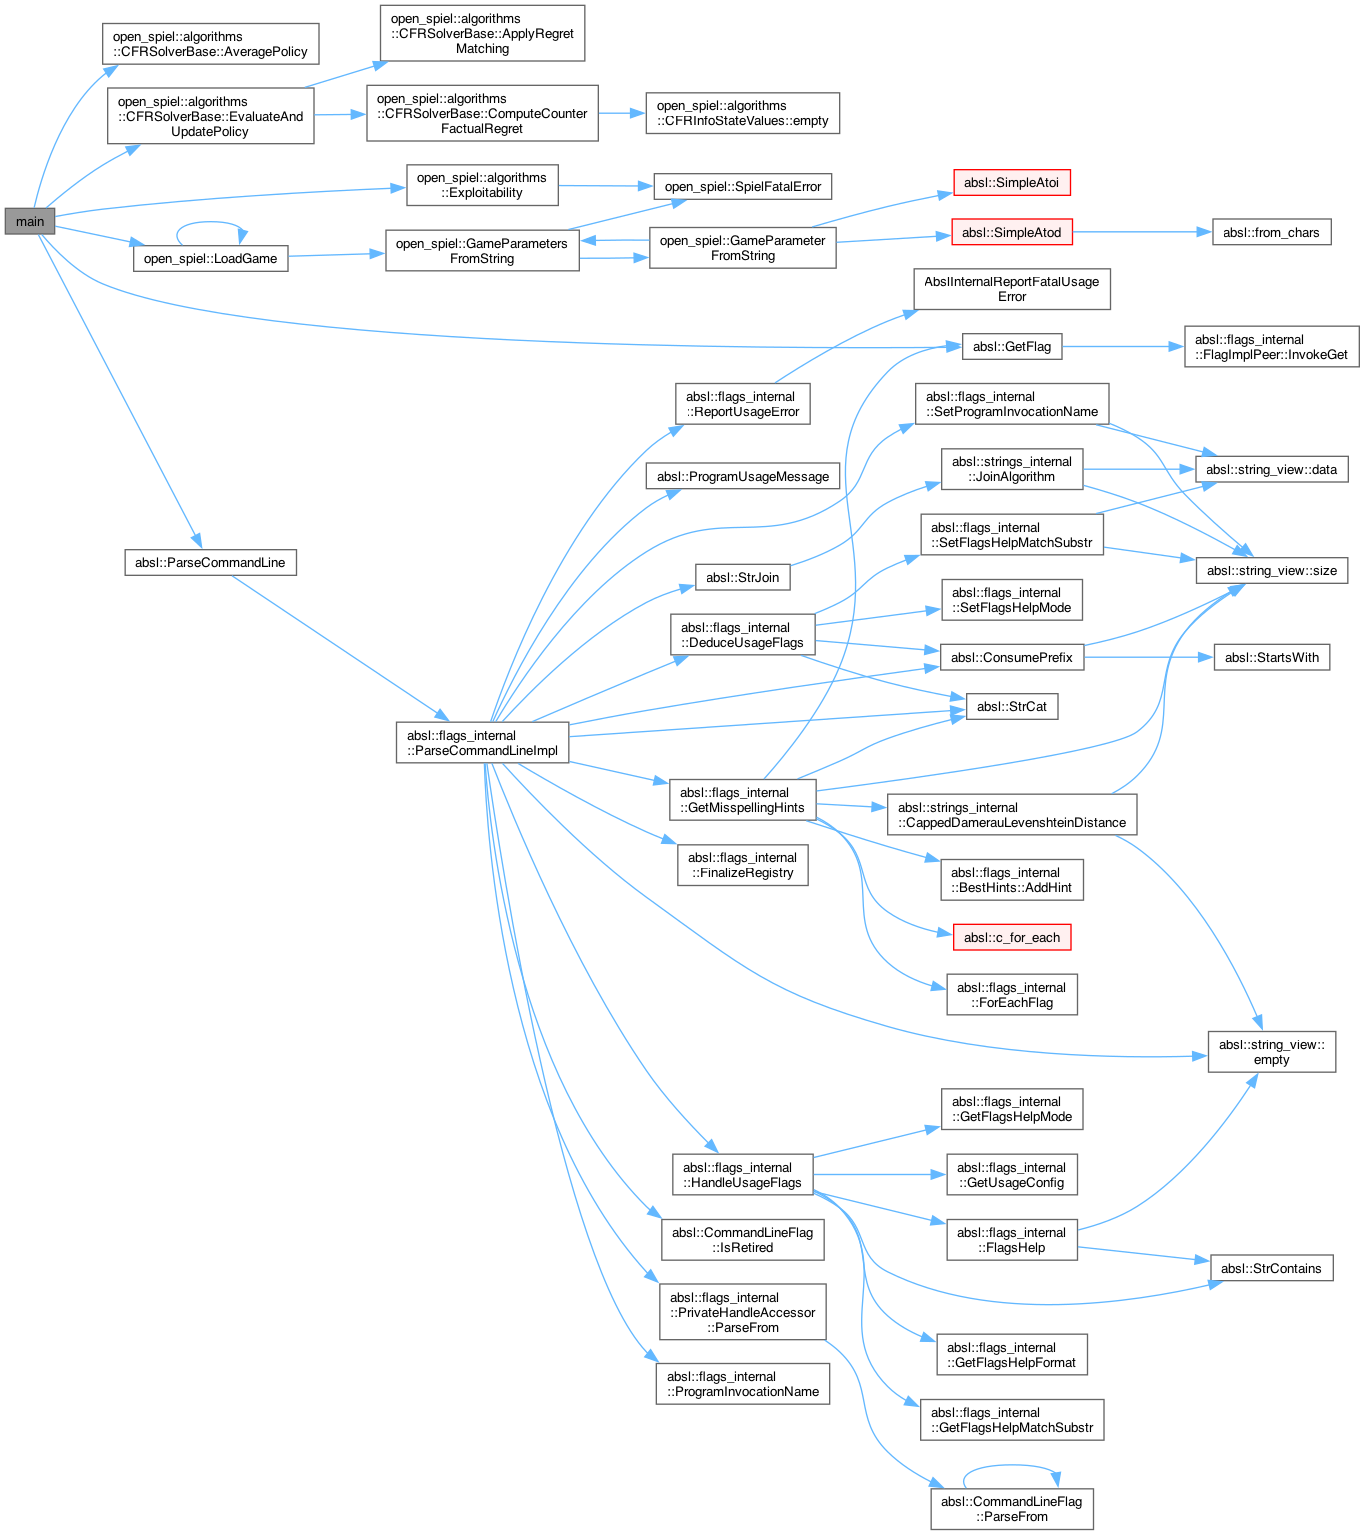 main
open_spiel::algorithms
::CFRSolverBase::AveragePolicy
open_spiel::algorithms
::CFRSolverBase::EvaluateAnd
UpdatePolicy
open_spiel::algorithms
::CFRSolverBase::ApplyRegret
Matching
open_spiel::algorithms
::CFRSolverBase::ComputeCounter
FactualRegret
open_spiel::algorithms
::CFRInfoStateValues::empty
open_spiel::algorithms
::Exploitability
open_spiel::SpielFatalError
open_spiel::LoadGame
open_spiel::GameParameters
FromString
open_spiel::GameParameter
FromString
absl::SimpleAtoi
absl::SimpleAtod
absl::from_chars
AbslInternalReportFatalUsage
Error
absl::GetFlag
absl::flags_internal
::FlagImplPeer::InvokeGet
absl::ParseCommandLine
absl::flags_internal
::ParseCommandLineImpl
absl::flags_internal
::ReportUsageError
absl::ProgramUsageMessage
absl::flags_internal
::SetProgramInvocationName
absl::strings_internal
::JoinAlgorithm
absl::string_view::data
absl::StrJoin
absl::flags_internal
::SetFlagsHelpMatchSubstr
absl::string_view::size
absl::flags_internal
::DeduceUsageFlags
absl::flags_internal
::SetFlagsHelpMode
absl::ConsumePrefix
absl::StartsWith
absl::StrCat
absl::flags_internal
::GetMisspellingHints
absl::strings_internal
::CappedDamerauLevenshteinDistance
absl::flags_internal
::FinalizeRegistry
absl::flags_internal
::BestHints::AddHint
absl::c_for_each
absl::flags_internal
::ForEachFlag
absl::string_view::
empty
absl::flags_internal
::HandleUsageFlags
absl::flags_internal
::GetFlagsHelpMode
absl::flags_internal
::GetUsageConfig
absl::flags_internal
::FlagsHelp
absl::StrContains
absl::CommandLineFlag
::IsRetired
absl::flags_internal
::PrivateHandleAccessor
::ParseFrom
absl::flags_internal
::GetFlagsHelpFormat
absl::flags_internal
::ProgramInvocationName
absl::flags_internal
::GetFlagsHelpMatchSubstr
absl::CommandLineFlag
::ParseFrom